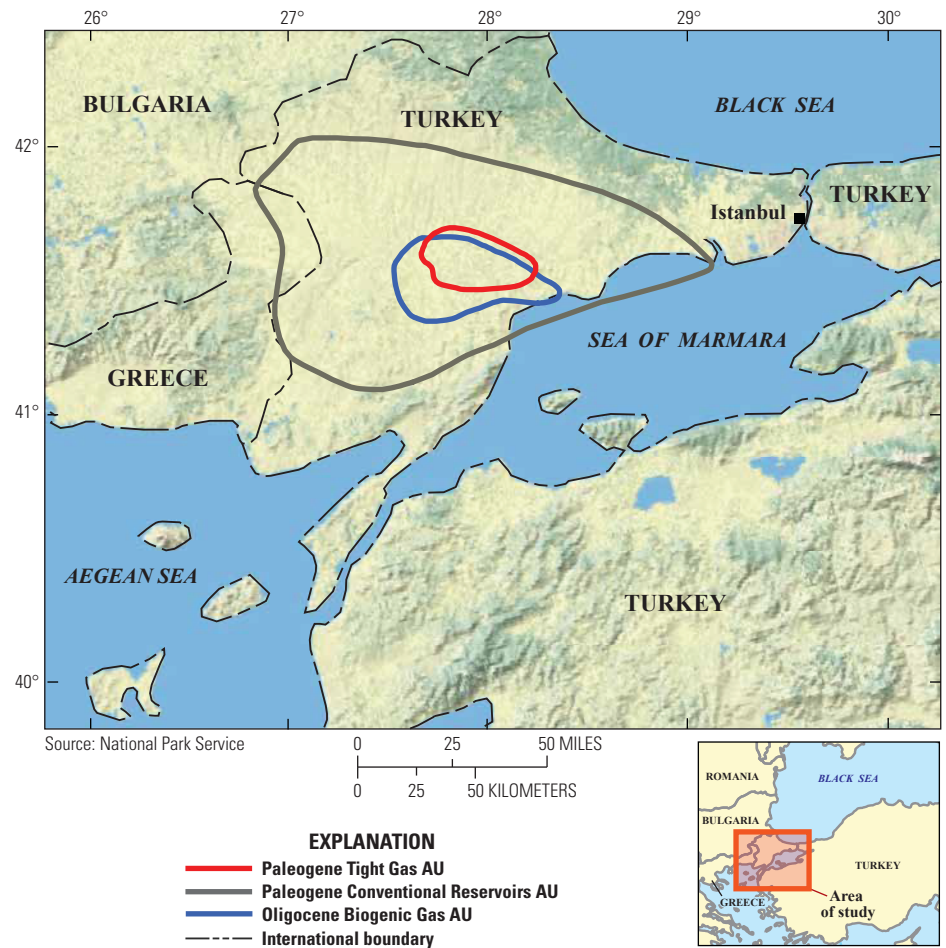 26°
27°
28°
29°
30°
BULGARIA
TURKEY
BLACK SEA
42°
TURKEY
Istanbul
SEA OF MARMARA
GREECE
41°
AEGEAN SEA
TURKEY
40°
Source: National Park Service
0 25 50 MILES
0 25 50 KILOMETERS
EXPLANATION
Paleogene Tight Gas AU
Paleogene Conventional Reservoirs AU
Oligocene Biogenic Gas AU
International boundary
ROMANIA
BLACK SEA
BULGARIA
TURKEY
GREECE
Area
of study